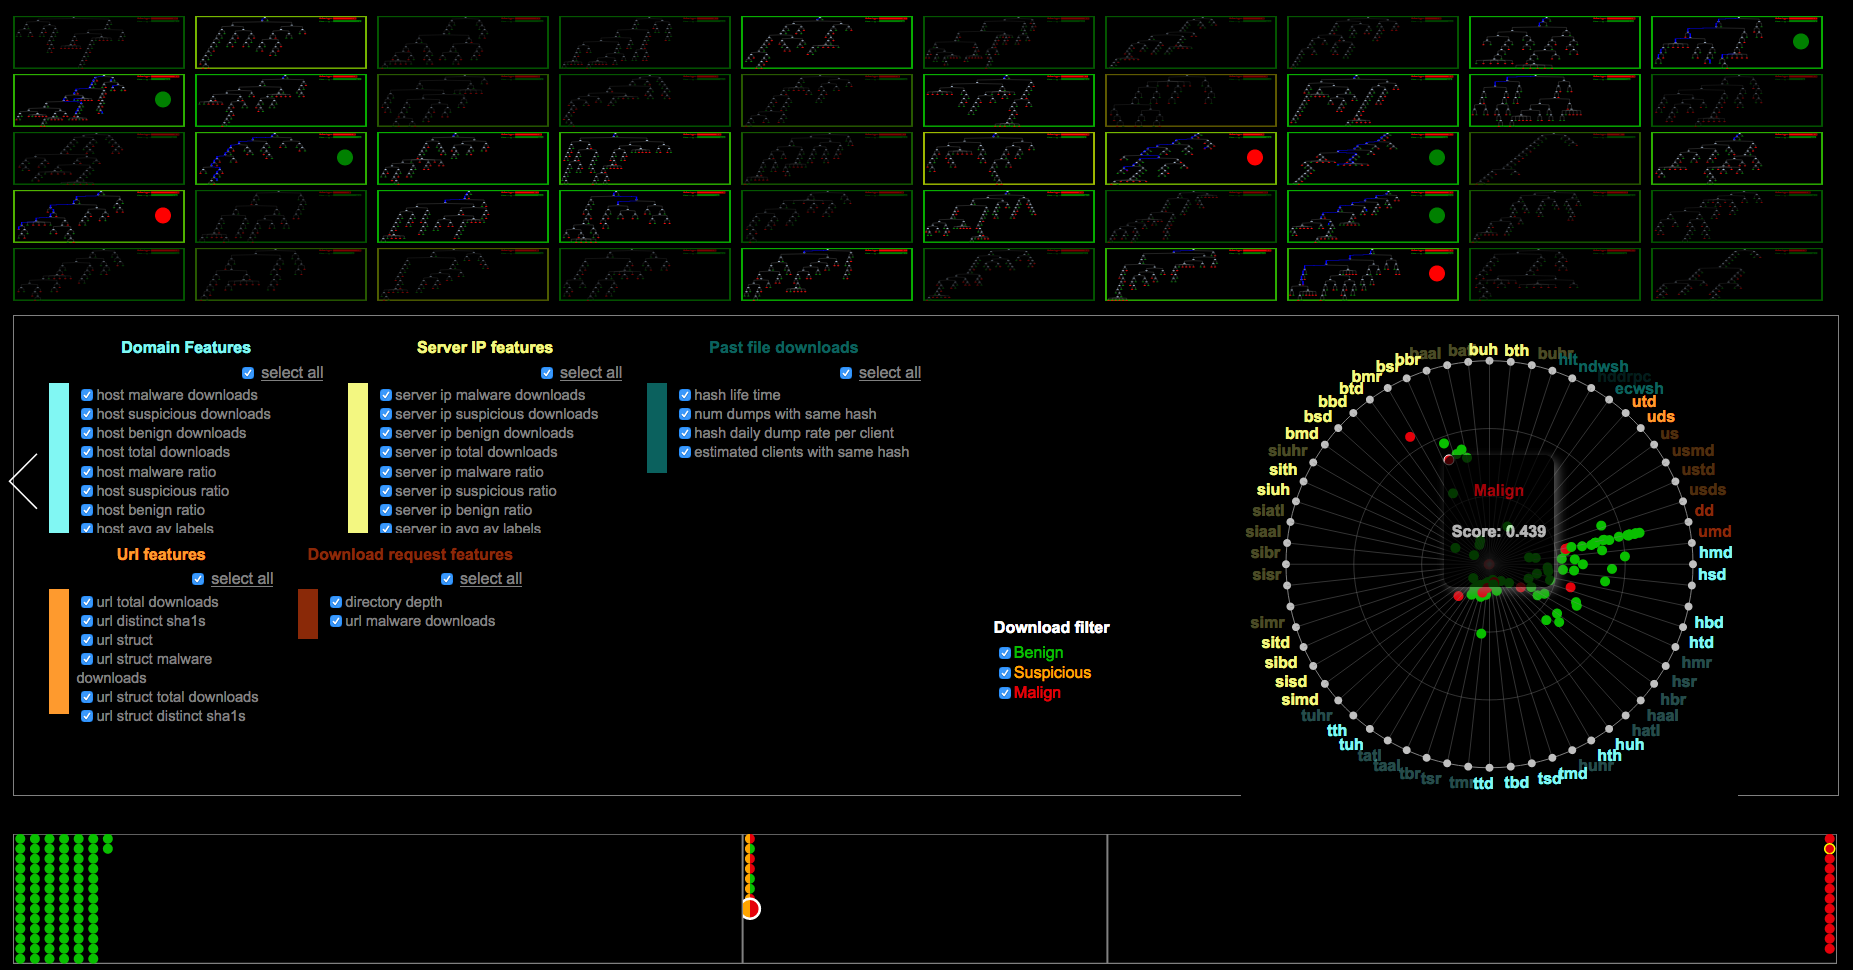 Domain Features
select all
host malware downloads
host suspicious downloads
host benign downloads
host total downloads
host malware ratio
host suspicious ratio
host benign ratio
host avg av labels
Server IP features
select all
server ip malware downloads
server ip suspicious downloads
server ip benign downloads
server ip total downloads
server ip malware ratio
server ip suspicious ratio
server ip benign ratio
server ip avg av labels
Past file downloads
select all
hash life time
num dumps with same hash
hash daily dump rate per client
estimated clients with same hash
Url features
select all
url total downloads
url distinct sha1s
url struct
url struct malware
downloads
url struct total downloads
url struct distinct sha1s
Download request features
select all
directory depth
url malware downloads
Download filter
Benign
Suspicious
Malign
Malign
Score: 0.439
buh
bth
buhr
hlt
ndwsh
hddrpc
ecwsh
utd
uds
us
usmd
ustd
usds
dd
umd
hmd
hsd
hbd
htd
hmr
hsr
hbr
haal
hatl
huh
hth
huhr
tmd
tsd
tbd
ttd
tmr
tsr
tbr
taal
tatl
tuh
tth
tuhr
simd
sisd
sibd
sitd
simr
sisr
sibr
siaal
siatl
siuh
sith
siuhr
bmd
bsd
bbd
btd
bmr
bsr
bbr
baal